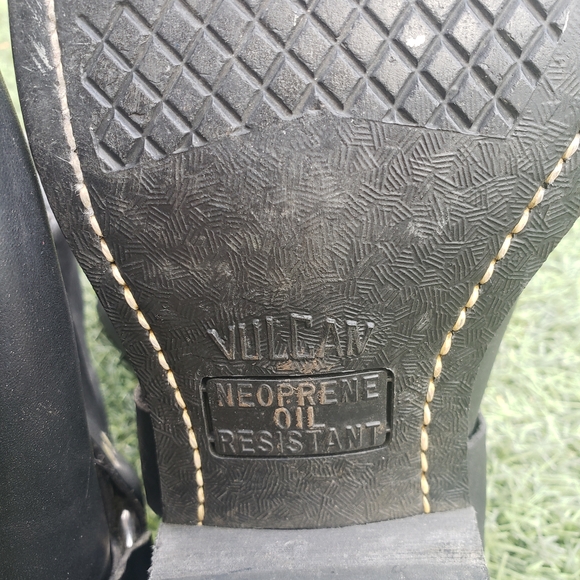 VULCAN
NEOPRENE
OIL
RESISTANT